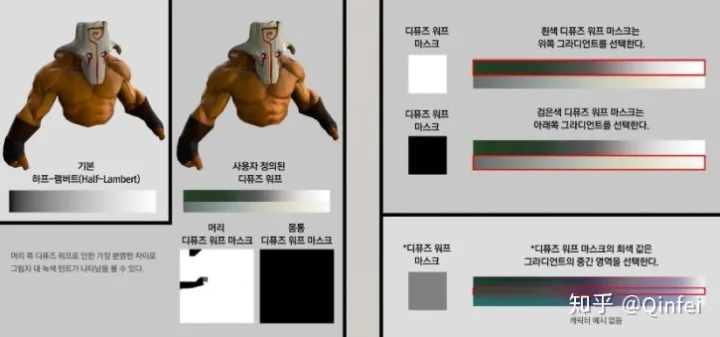 기본
하프-램버트(Half-Lambert)
사용자 정의된
디퓨즈 워프
머리 쪽 디퓨즈 워프로 인한 가장 분명한 차이로
그림자 내 녹색 틴트가 나타났을 볼 수 있다.
머리
디퓨즈 워프 마스크
몸통
디퓨즈 워프 마스크
디퓨즈 워프
마스크
흰색 디퓨즈 워프 마스크는
위쪽 그라디언트를 선택한다.
디퓨즈 워프
마스크
검은색 디퓨즈 워프 마스크는
아래쪽 그라디언트를 선택한다.
*디퓨즈 워프
마스크
*디퓨즈 워프 마스크의 회색 값은
그라디언트의 중간 영역을 선택한다.
캐릭터 예시 없음
知乎 @Qinfei